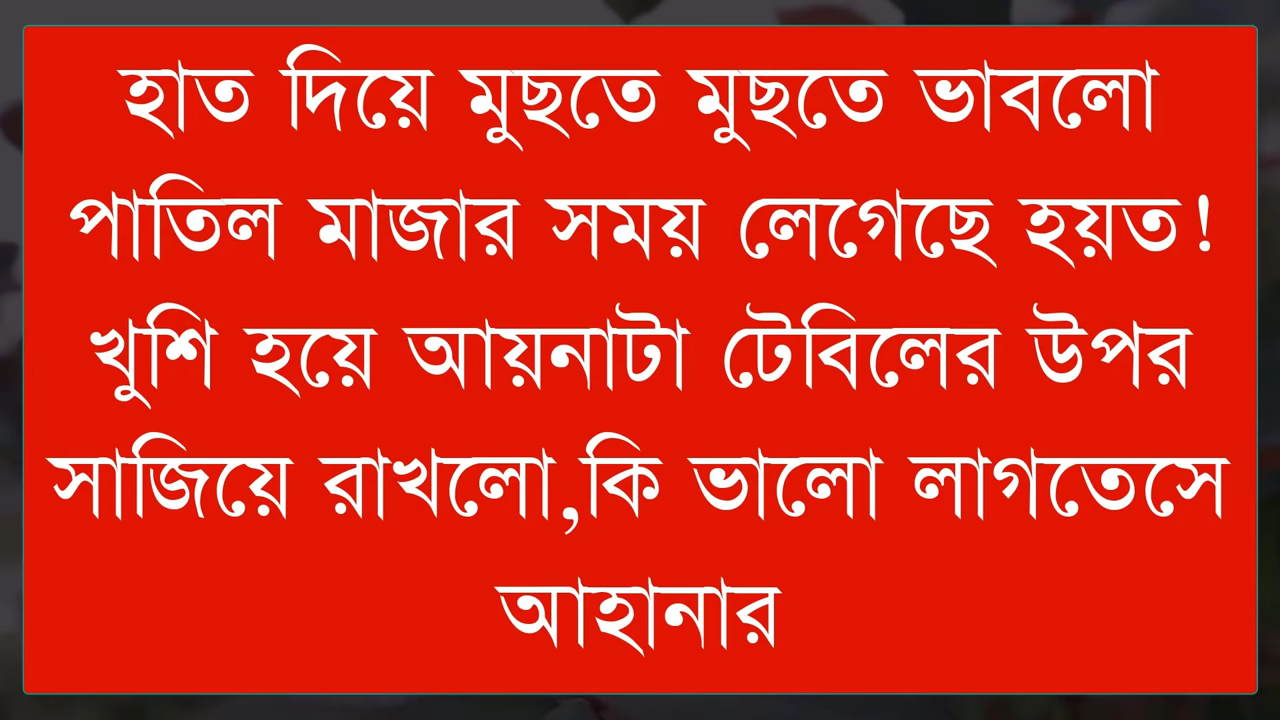 হাত দিয়ে মুছতে মুছতে ভাবলো
পাতিল মাজার সময় লেগেছে হয়ত!
খুশি হয়ে আয়নাটা টেবিলের উপর
সাজিয়ে রাখলো,কি ভালো লাগতেসে
আহানার